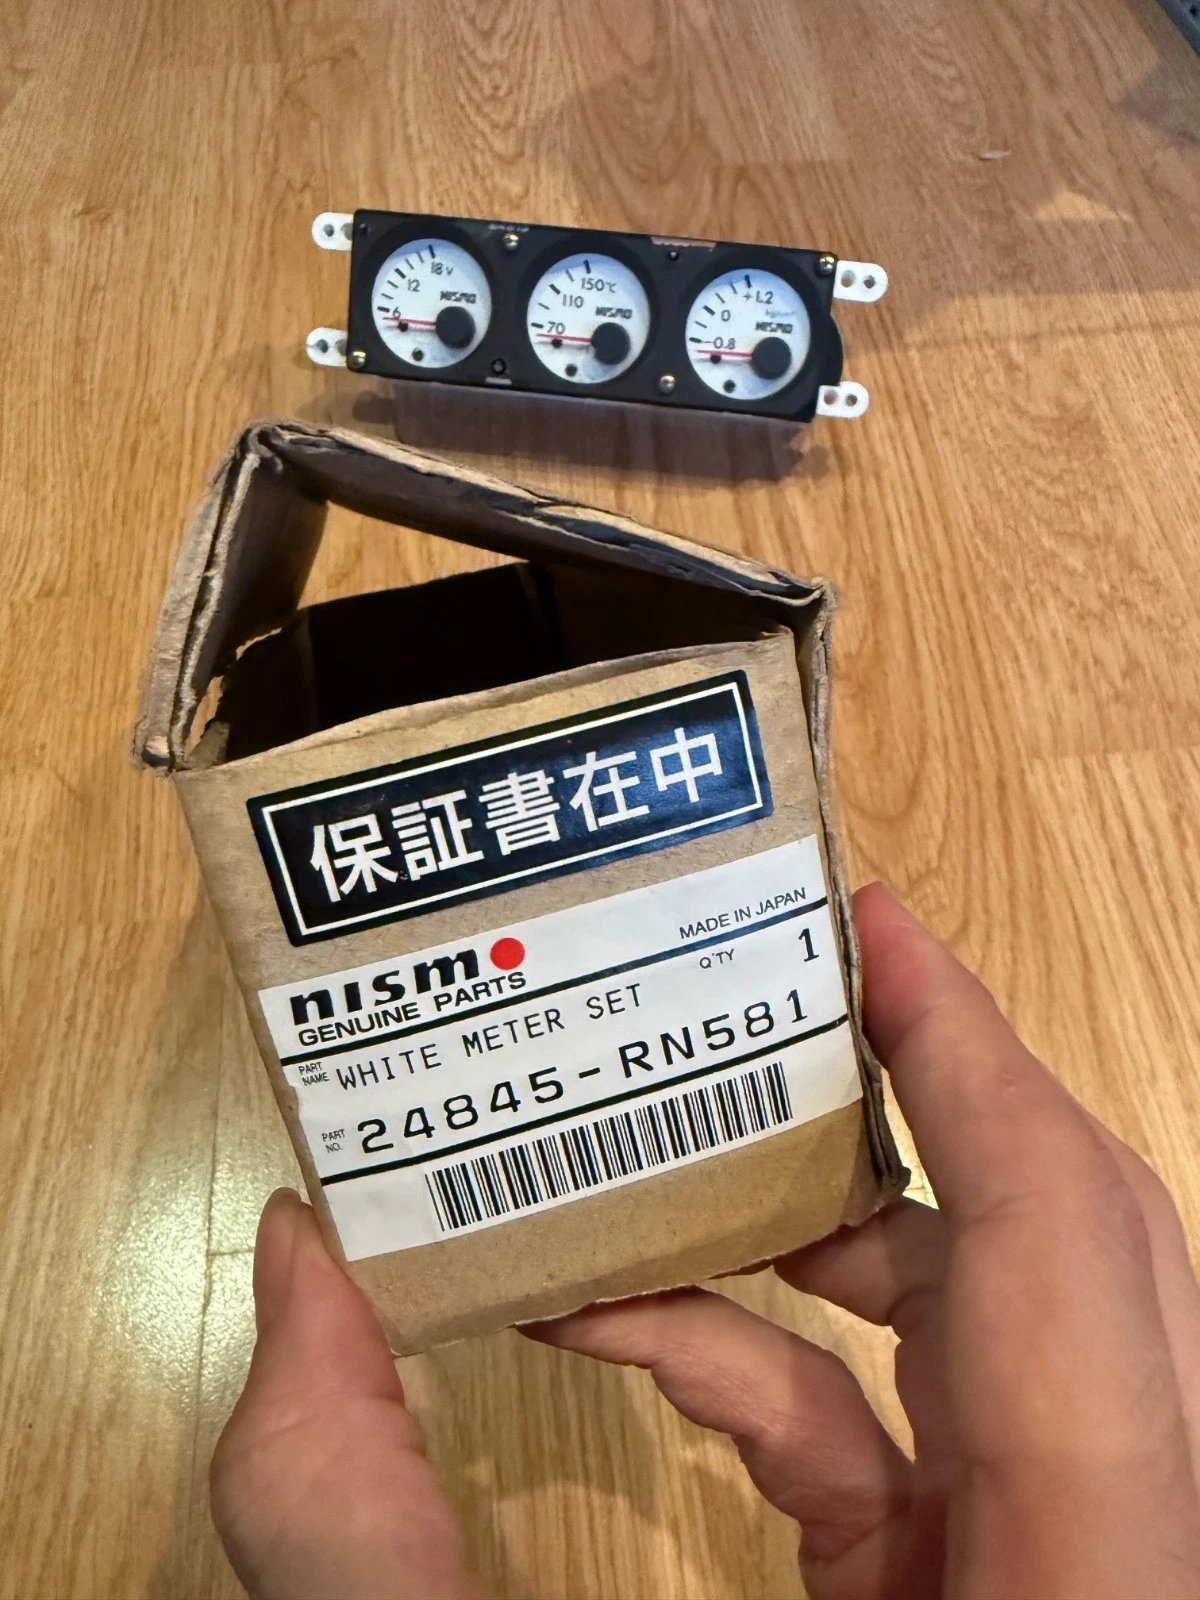 18 V
12
6
NISMO
150℃
110
70
NISMO
+1.2
0
-0.8
NISMO
保証書在中
nismo
GENUINE PARTS
MADE IN JAPAN
PART NAME
WHITE METER SET
Q'TY
1
PART NO.
24845-RN581